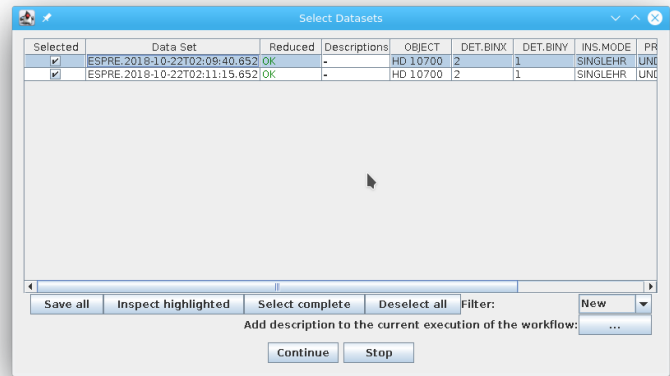 Select Datasets
Selected Data Set Reduced Descriptions OBJECT DET.BINX DET.BINY INS.MODE PR
ESPRE.2018-10-22T02:09:40.652 OK - HD 10700 2 1 SINGLEHR UND
ESPRE.2018-10-22T02:11:15.652 OK - HD 10700 2 1 SINGLEHR UND
Save all Inspect highlighted Select complete Deselect all Filter: New
Add description to the current execution of the workflow: ...
Continue Stop